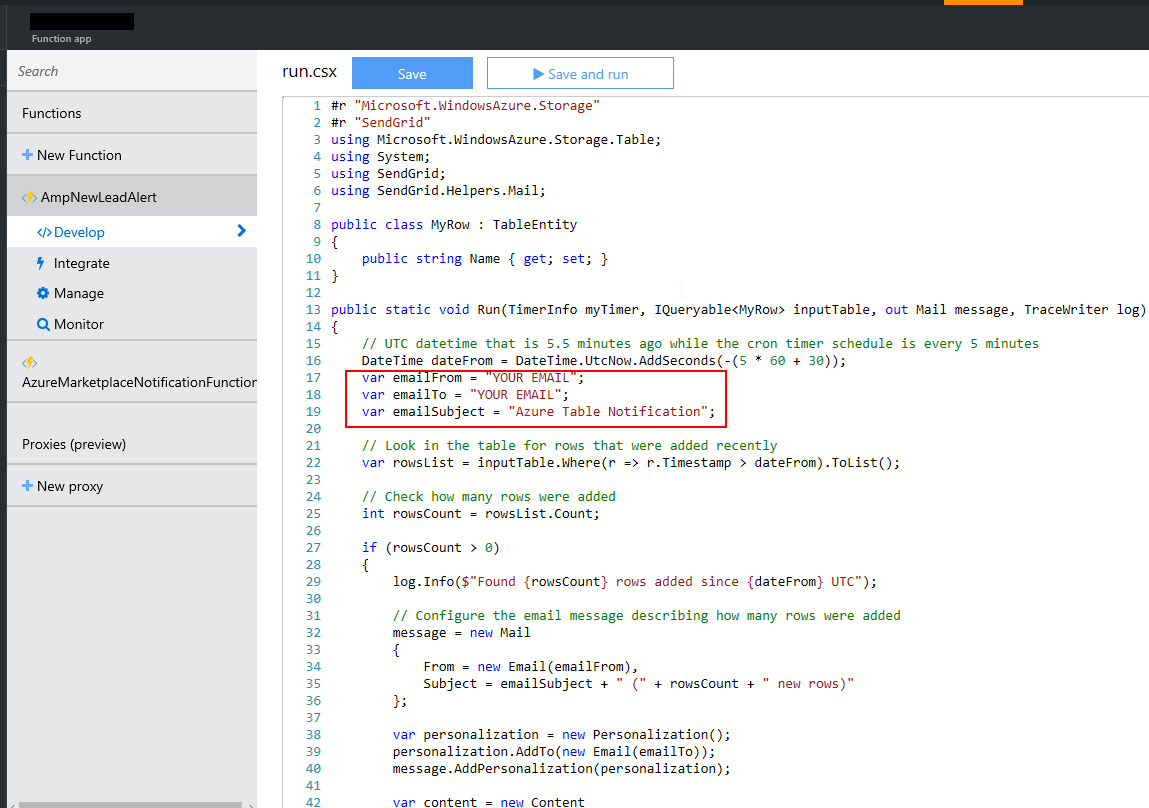 Function app
Search
Functions
New Function
AmpNewLeadAlert
</> Develop
Integrate
Manage
Monitor
AzureMarketplaceNotificationFunction
Proxies (preview)
New proxy
run.csx
Save
Save and run
1 #r "Microsoft.WindowsAzure.Storage"
2 #r "SendGrid"
3 using Microsoft.WindowsAzure.Storage.Table;
4 using System;
5 using SendGrid;
6 using SendGrid.Helpers.Mail;
7
8 public class MyRow : TableEntity
9 {
10     public string Name { get; set; }
11 }
12
13 public static void Run(TimerInfo myTimer, IQueryable<MyRow> inputTable, out Mail message, TraceWriter log)
14 {
15     // UTC datetime that is 5.5 minutes ago while the cron timer schedule is every 5 minutes
16     DateTime dateFrom = DateTime.UtcNow.AddSeconds(-(5 * 60 + 30));
17     var emailFrom = "YOUR EMAIL";
18     var emailTo = "YOUR EMAIL";
19     var emailSubject = "Azure Table Notification";
20
21     // Look in the table for rows that were added recently
22     var rowsList = inputTable.Where(r => r.Timestamp > dateFrom).ToList();
23
24     // Check how many rows were added
25     int rowsCount = rowsList.Count;
26
27     if (rowsCount > 0)
28     {
29         log.Info($"Found {rowsCount} rows added since {dateFrom} UTC");
30
31         // Configure the email message describing how many rows were added
32         message = new Mail
33         {
34             From = new Email(emailFrom),
35             Subject = emailSubject + " (" + rowsCount + " new rows)"
36         };
37
38         var personalization = new Personalization();
39         personalization.AddTo(new Email(emailTo));
40         message.AddPersonalization(personalization);
41
42         var content = new Content